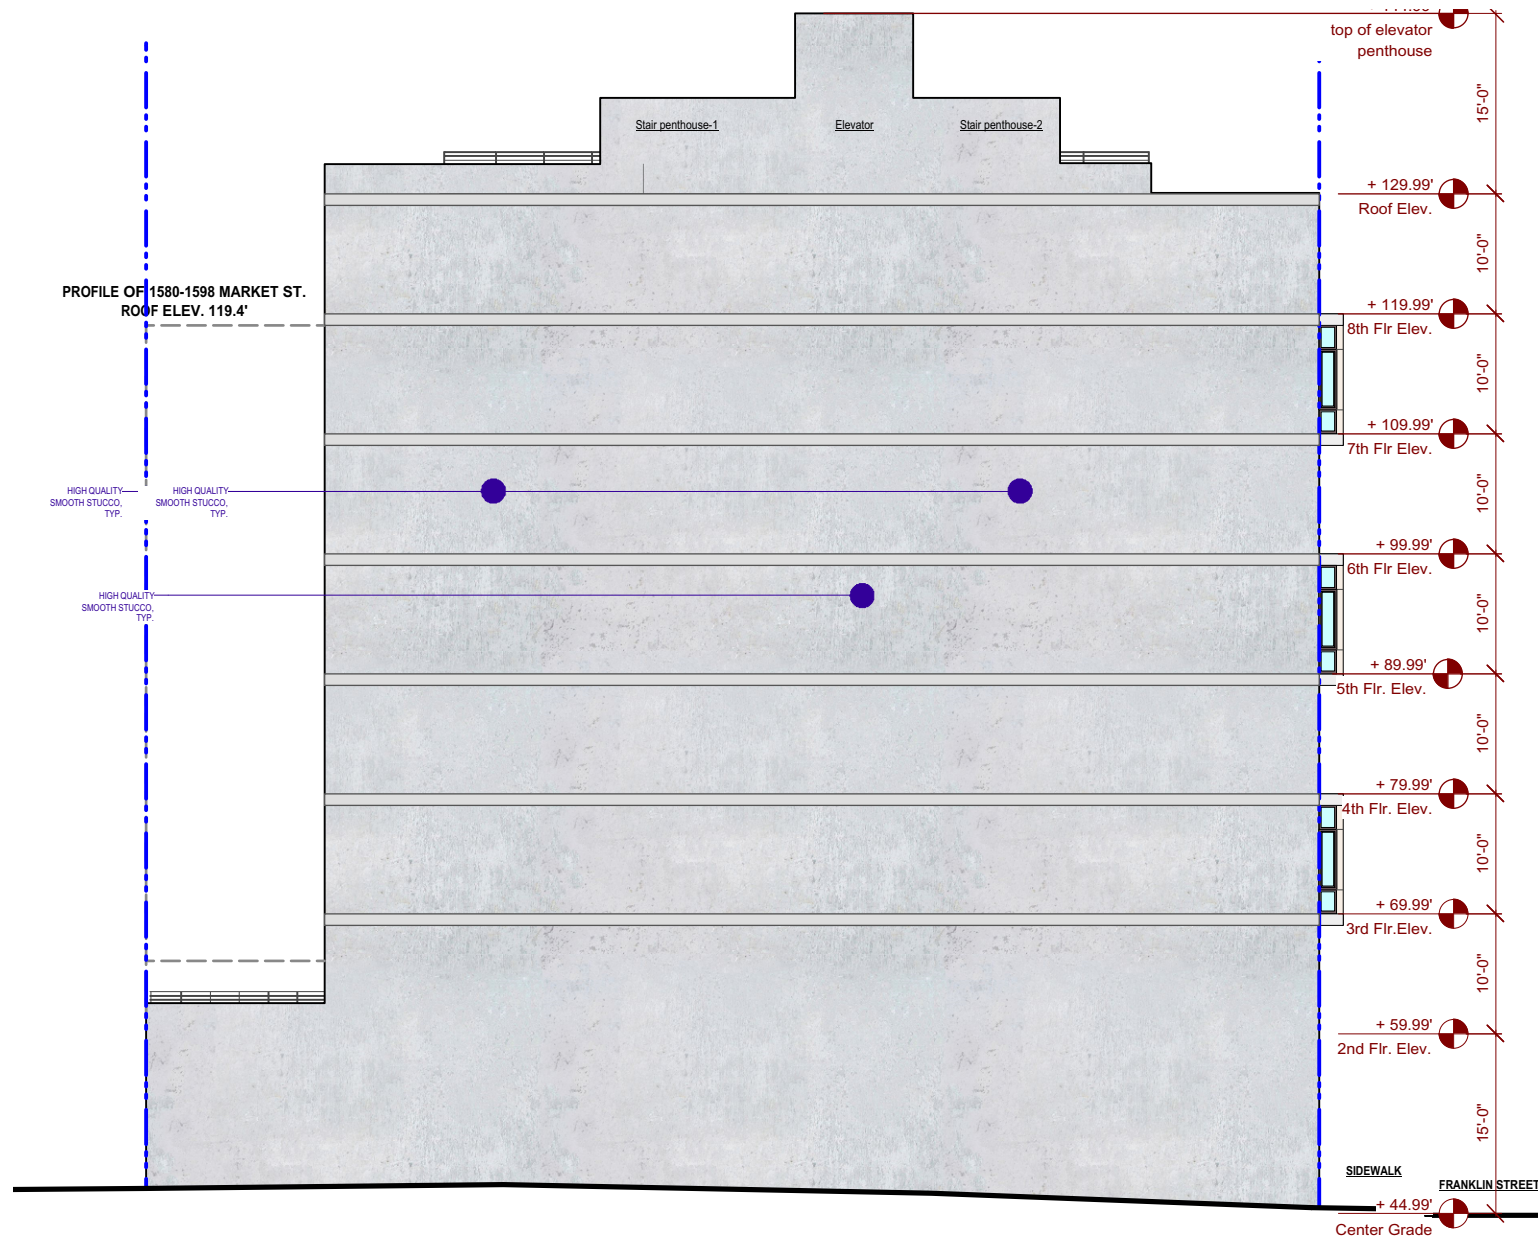 top of elevator
penthouse
15'-0"
Stair penthouse-1
Elevator
Stair penthouse-2
+ 129.99'
Roof Elev.
10'-0"
PROFILE OF 1580-1598 MARKET ST.
ROOF ELEV. 119.4'
+ 119.99'
8th Flr Elev.
10'-0"
+ 109.99'
7th Flr Elev.
HIGH QUALITY
SMOOTH STUCCO,
TYP.
HIGH QUALITY
SMOOTH STUCCO,
TYP.
10'-0"
+ 99.99'
6th Flr Elev.
HIGH QUALITY
SMOOTH STUCCO,
TYP.
10'-0"
+ 89.99'
5th Flr. Elev.
10'-0"
+ 79.99'
4th Flr. Elev.
10'-0"
+ 69.99'
3rd Flr.Elev.
10'-0"
+ 59.99'
2nd Flr. Elev.
15'-0"
SIDEWALK
FRANKLIN STREET
+ 44.99'
Center Grade